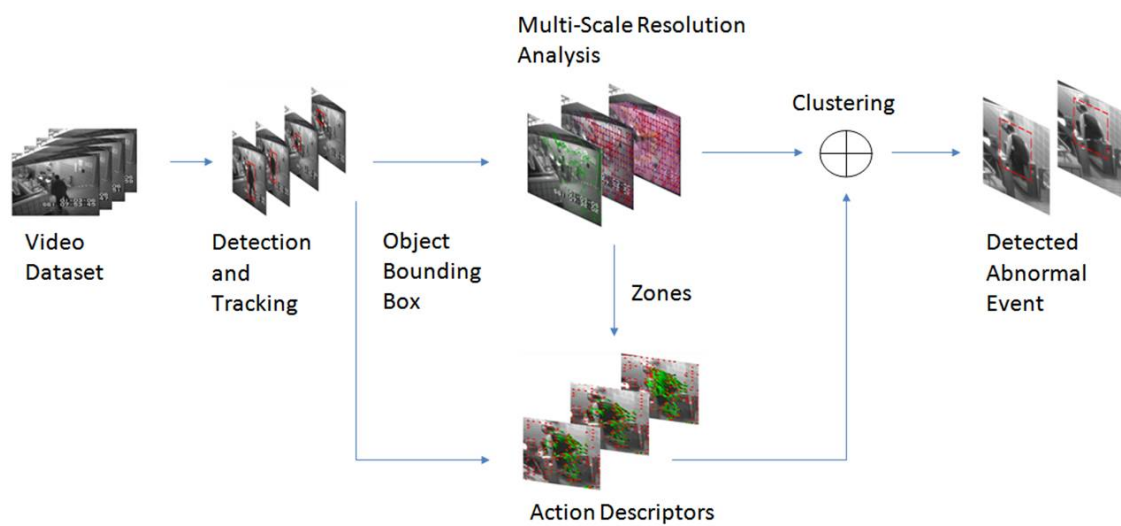 Multi-Scale Resolution
Analysis
Clustering
Video
Dataset
Detection
and
Tracking
Object
Bounding
Box
Zones
Detected
Abnormal
Event
Action Descriptors